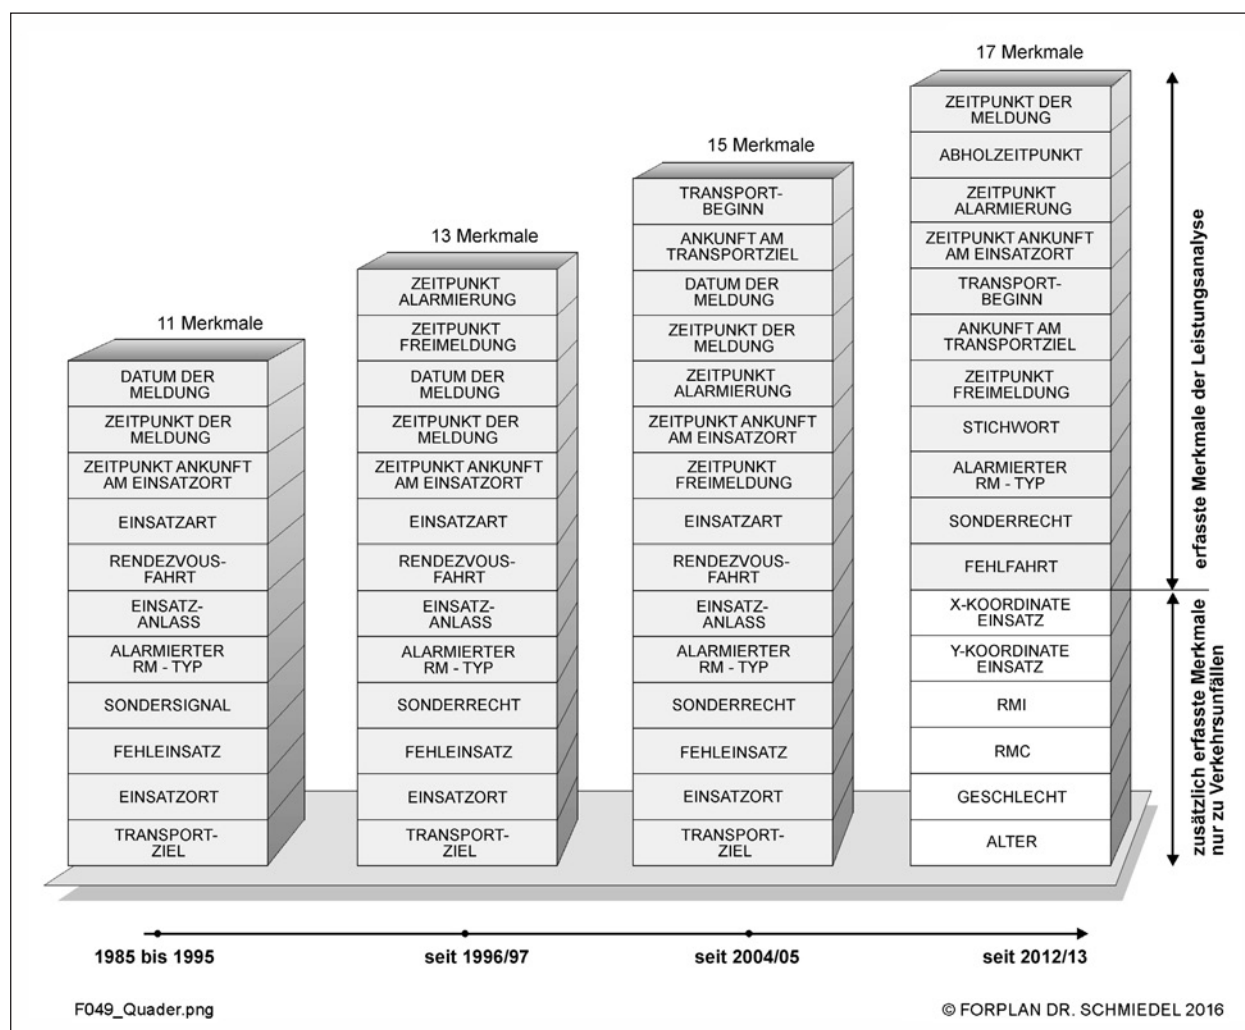 11 Merkmale
DATUM DER
MELDUNG
ZEITPUNKT DER
MELDUNG
ZEITPUNKT ANKUNFT
AM EINSATZORT
EINSATZART
RENDEZVOUS-
FAHRT
EINSATZ-
ANLASS
ALARMIERTER
RM - TYP
SONDERSIGNAL
FEHLEINSATZ
EINSATZORT
TRANSPORT-
ZIEL
13 Merkmale
ZEITPUNKT
ALARMIERUNG
ZEITPUNKT
FREIMELDUNG
DATUM DER
MELDUNG
ZEITPUNKT DER
MELDUNG
ZEITPUNKT ANKUNFT
AM EINSATZORT
EINSATZART
RENDEZVOUS-
FAHRT
EINSATZ-
ANLASS
ALARMIERTER
RM - TYP
SONDERRECHT
FEHLEINSATZ
EINSATZORT
TRANSPORT-
ZIEL
15 Merkmale
TRANSPORT-
BEGINN
ANKUNFT AM
TRANSPORTZIEL
DATUM DER
MELDUNG
ZEITPUNKT DER
MELDUNG
ZEITPUNKT
ALARMIERUNG
ZEITPUNKT ANKUNFT
AM EINSATZORT
ZEITPUNKT
FREIMELDUNG
EINSATZART
RENDEZVOUS-
FAHRT
EINSATZ-
ANLASS
ALARMIERTER
RM - TYP
SONDERRECHT
FEHLEINSATZ
EINSATZORT
TRANSPORT-
ZIEL
17 Merkmale
ZEITPUNKT DER
MELDUNG
ABHOLZEITPUNKT
ZEITPUNKT
ALARMIERUNG
ZEITPUNKT ANKUNFT
AM EINSATZORT
TRANSPORT-
BEGINN
ANKUNFT AM
TRANSPORTZIEL
ZEITPUNKT
FREIMELDUNG
STICHWORT
ALARMIERTER
RM - TYP
SONDERRECHT
FEHLFAHRT
X-KOORDINATE
EINSATZ
Y-KOORDINATE
EINSATZ
RMI
RMC
GESCHLECHT
ALTER
erfasste Merkmale der Leistungsanalyse
zusätzlich erfasste Merkmale
nur zu Verkehrsunfällen
1985 bis 1995
seit 1996/97
seit 2004/05
seit 2012/13
F049_Quader.png
© FORPLAN DR. SCHMIEDEL 2016